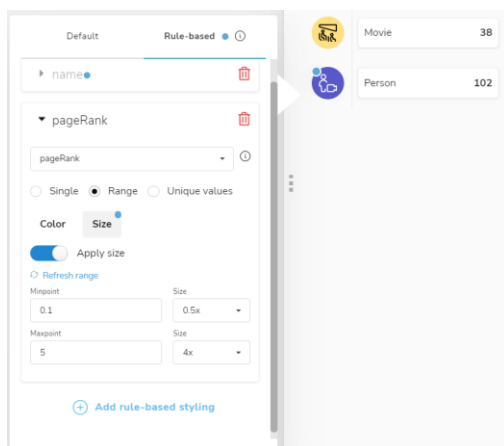 Default Rule-based
name
pageRank
pageRank
Single Range Unique values
Color Size
Apply size
Refresh range
Minpoint Size
0.1 0.5x
Maxpoint Size
5 4x
Add rule-based styling
Movie 38
Person 102